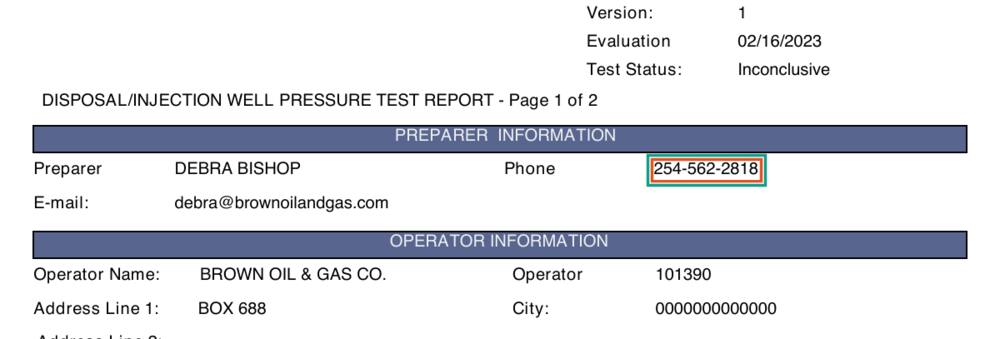 Version: 1
Evaluation 02/16/2023
Test Status: Inconclusive
DISPOSAL/INJECTION WELL PRESSURE TEST REPORT - Page 1 of 2
PREPARER INFORMATION
Preparer DEBRA BISHOP Phone 254-562-2818
E-mail: debra@brownoilandgas.com
OPERATOR INFORMATION
Operator Name: BROWN OIL & GAS CO. Operator 101390
Address Line 1: BOX 688 City: 0000000000000